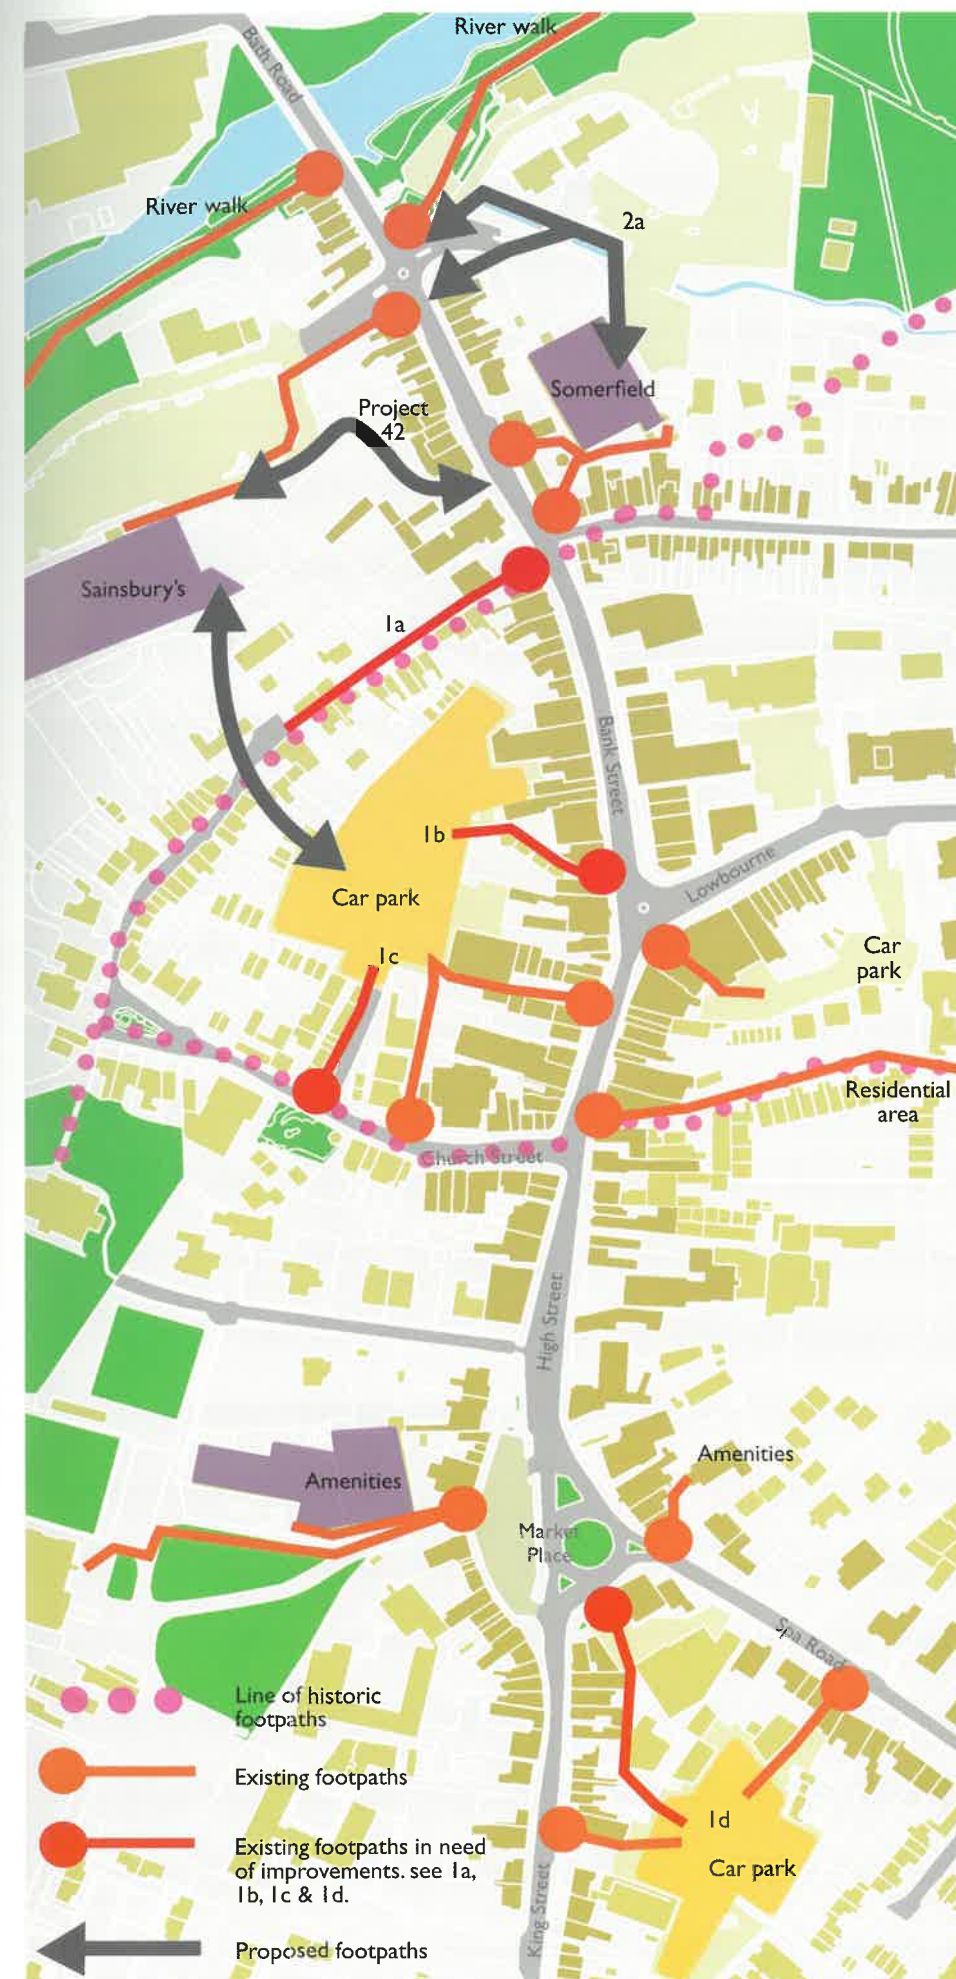 River walk
Bath Road
River walk
2a
Somerfield
Project
42
Sainsbury's
1a
Bank Street
1b
Lowbourne
Car park
Car
park
1c
Residential
area
Church Street
High Street
Amenities
Amenities
Market
Place
Spa Road
Line of historic
footpaths
Existing footpaths
1d
Existing footpaths in need
of improvements. see 1a,
1b, 1c & 1d.
Car park
King Street
Proposed footpaths